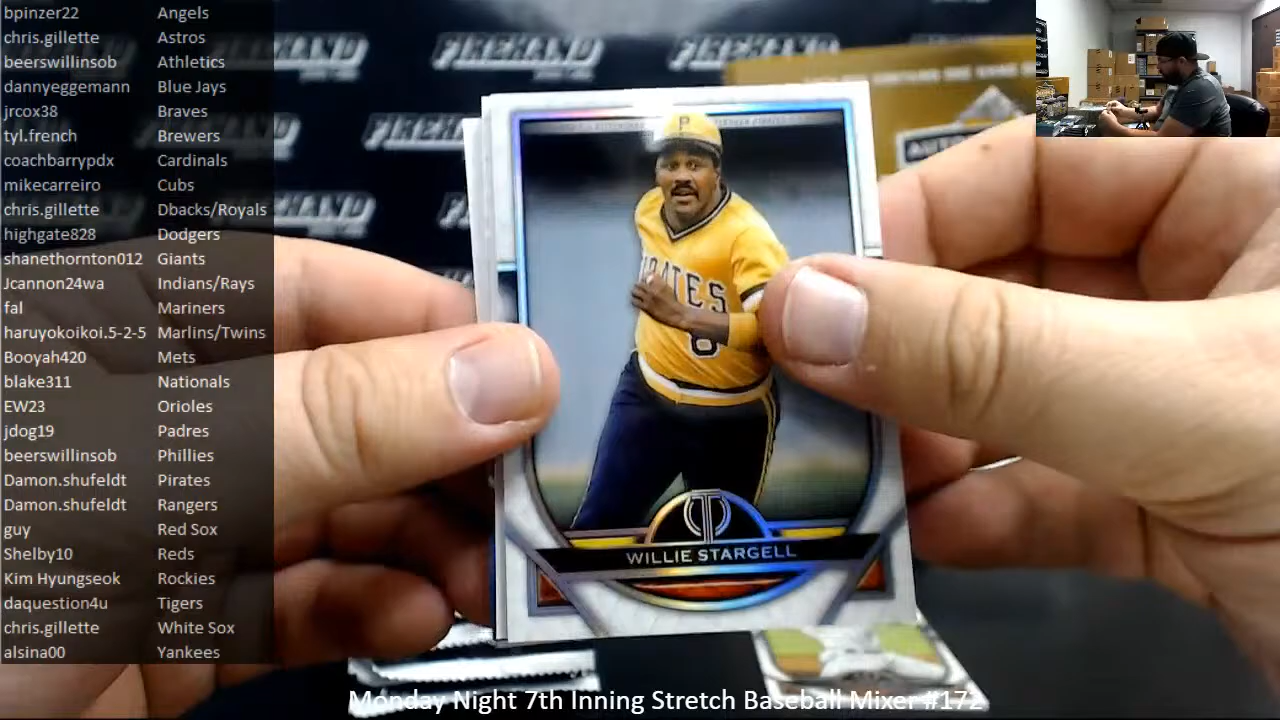 bpinzer22 Angels
chris.gillette Astros
beerswillinsob Athletics
dannyeggemann Blue Jays
jrcox38 Braves
tyl.french Brewers
coachbarrypdx Cardinals
mikecarreiro Cubs
chris.gillette Dbacks/Royals
highgate828 Dodgers
shanethornton012 Giants
Jcannon24wa Indians/Rays
fal Mariners
haruyokoikoi.5-2-5 Marlins/Twins
Booyah420 Mets
blake311 Nationals
EW23 Orioles
jdog19 Padres
beerswillinsob Phillies
Damon.shufeldt Pirates
Damon.shufeldt Rangers
guy Red Sox
Shelby10 Reds
Kim Hyungseok Rockies
daquestion4u Tigers
chris.gillette White Sox
alsina00 Yankees
FIREHAND
FIREHAND
FIREHAND
P
PIRATES
8
WILLIE STARGELL
Monday Night 7th Inning Stretch Baseball Mixer #172